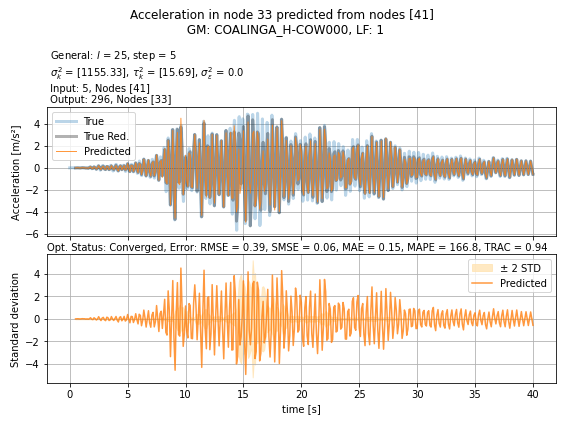 Acceleration in node 33 predicted from nodes [41]
GM: COALINGA_H-COW000, LF: 1
General: l = 25, step = 5
σ²ₖ = [1155.33], τ²ₖ = [15.69], σ²ε = 0.0
Input: 5, Nodes [41]
Output: 296, Nodes [33]
True
True Red.
Predicted
4
2
0
−2
−4
−6
Acceleration [m/s²]
Opt. Status: Converged, Error: RMSE = 0.39, SMSE = 0.06, MAE = 0.15, MAPE = 166.8, TRAC = 0.94
± 2 STD
Predicted
4
2
0
−2
−4
Standard deviation
0 5 10 15 20 25 30 35 40
time [s]